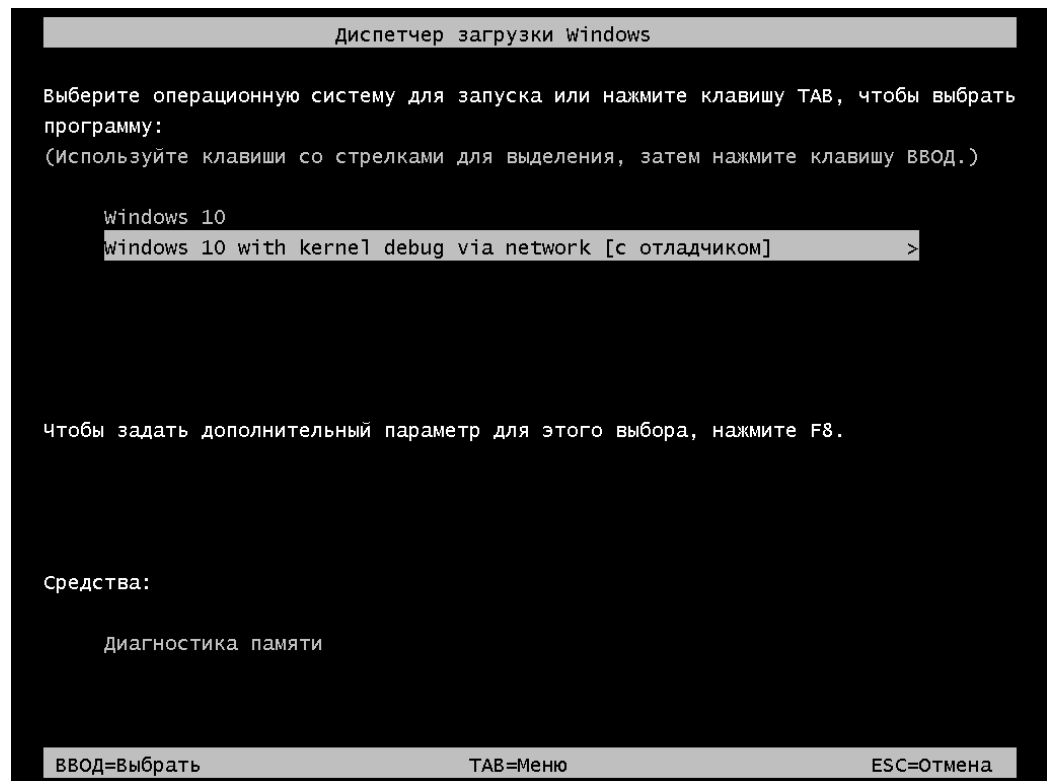 Диспетчер загрузки Windows
Выберите операционную систему для запуска или нажмите клавишу TAB, чтобы выбрать
программу:
(Используйте клавиши со стрелками для выделения, затем нажмите клавишу ВВОД.)
Windows 10
Windows 10 with kernel debug via network [с отладчиком] >
Чтобы задать дополнительный параметр для этого выбора, нажмите F8.
Средства:
Диагностика памяти
ВВОД=Выбрать TAB=Меню ESC=Отмена